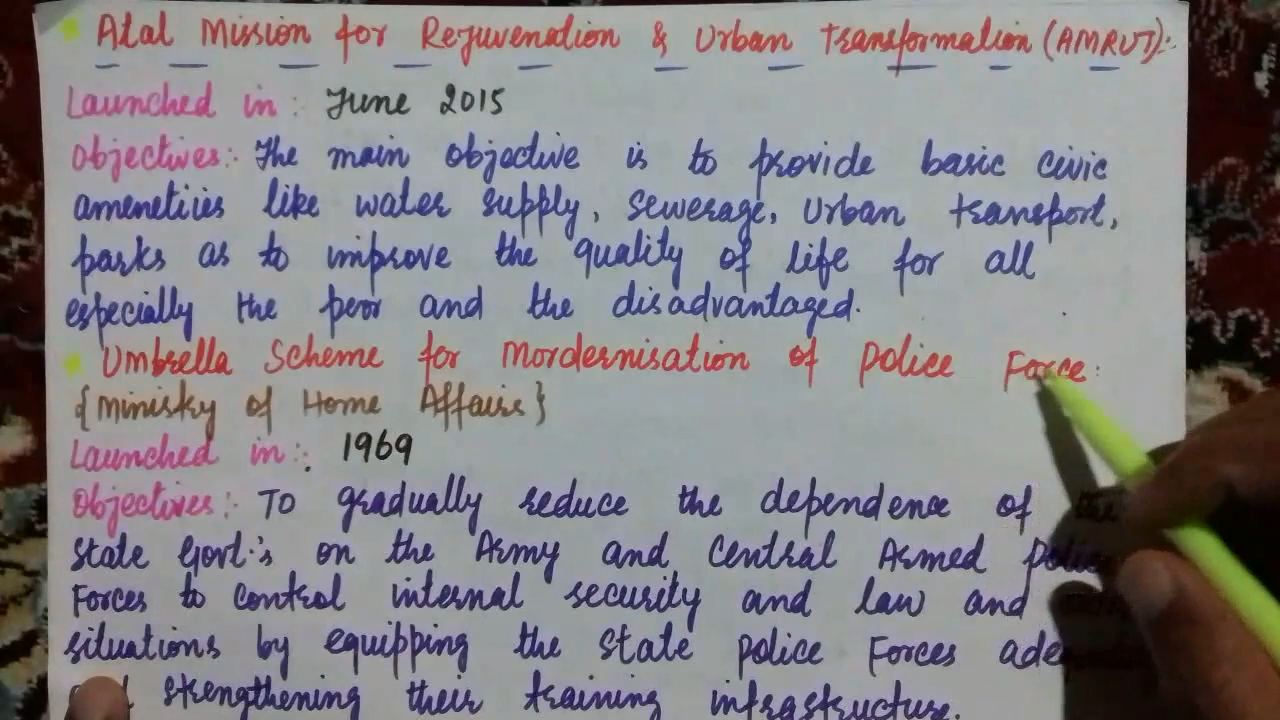 Atal Mission for Rejuvenation & Urban Transformation (AMRUT):-
Launched in: June 2015
Objectives:- The main objective is to provide basic civic
ameneties like water supply, sewerage, Urban transport,
parks as to improve the quality of life for all
especially the poor and the disadvantaged.
Umbrella Scheme for Mordernisation of Police Force:
{Ministry of Home Affairs}
Launched in:- 1969
Objectives:- To gradually reduce the dependence of
State Govt.'s on the Army and Central Armed
Forces to control internal security and law and
situations by equipping the State Police Forces
strengthening their training infrastructure.